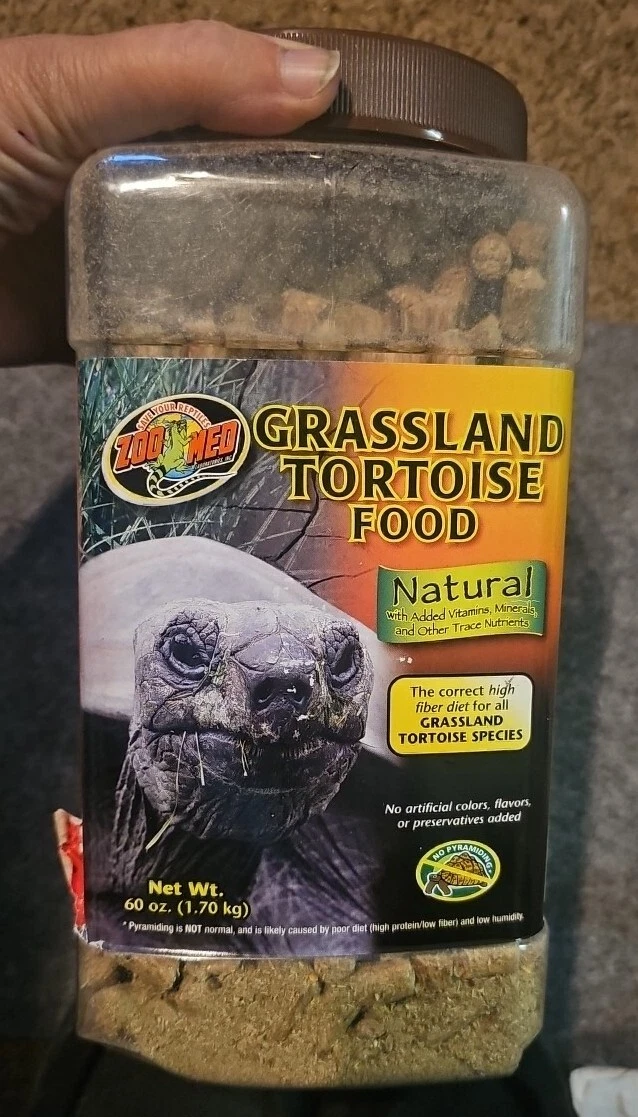 SAVE YOUR REPTILES
ZOO MED
LABORATORIES, INC.
GRASSLAND
TORTOISE
FOOD
Natural
with Added Vitamins, Minerals,
and Other Trace Nutrients
The correct high
fiber diet for all
GRASSLAND
TORTOISE SPECIES
No artificial colors, flavors,
or preservatives added
NO PYRAMIDING*
Net Wt.
60 oz. (1.70 kg)
* Pyramiding is NOT normal, and is likely caused by poor diet (high protein/low fiber) and low humidity.